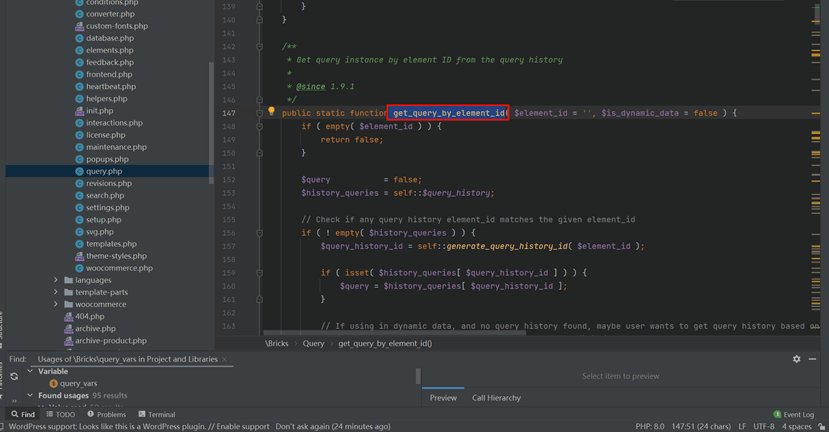 conditions.php
converter.php
custom-fonts.php
database.php
elements.php
feedback.php
frontend.php
heartbeat.php
helpers.php
init.php
interactions.php
license.php
maintenance.php
popups.php
query.php
revisions.php
search.php
settings.php
setup.php
svg.php
templates.php
theme-styles.php
woocommerce.php
languages
template-parts
woocommerce
404.php
archive.php
archive-product.php
139 }
140 }
141
142 /**
143 * Get query instance by element ID from the query history
144 *
145 * @since 1.9.1
146 */
147 public static function get_query_by_element_id( $element_id = '', $is_dynamic_data = false ) {
148 if ( empty( $element_id ) ) {
149 return false;
150 }
151
152 $query = false;
153 $history_queries = self::$query_history;
154
155 // Check if any query history element_id matches the given element_id
156 if ( ! empty( $history_queries ) ) {
157 $query_history_id = self::generate_query_history_id( $element_id );
158
159 if ( isset( $history_queries[ $query_history_id ] ) ) {
160 $query = $history_queries[ $query_history_id ];
161 }
162
163 // If using in dynamic data, and no query history found, maybe user wants to get query history based on
\Bricks > Query > get_query_by_element_id()
Find: Usages of \Bricks\query_vars in Project and Libraries ×
Variable
query_vars
Found usages 95 results
Select item to preview
Preview Call Hierarchy
Find TODO Problems Terminal Event Log
WordPress support: Looks like this is a WordPress plugin. // Enable support Don't ask again (24 minutes ago) PHP: 8.0 147:51 (24 chars) LF UTF-8 4 spaces